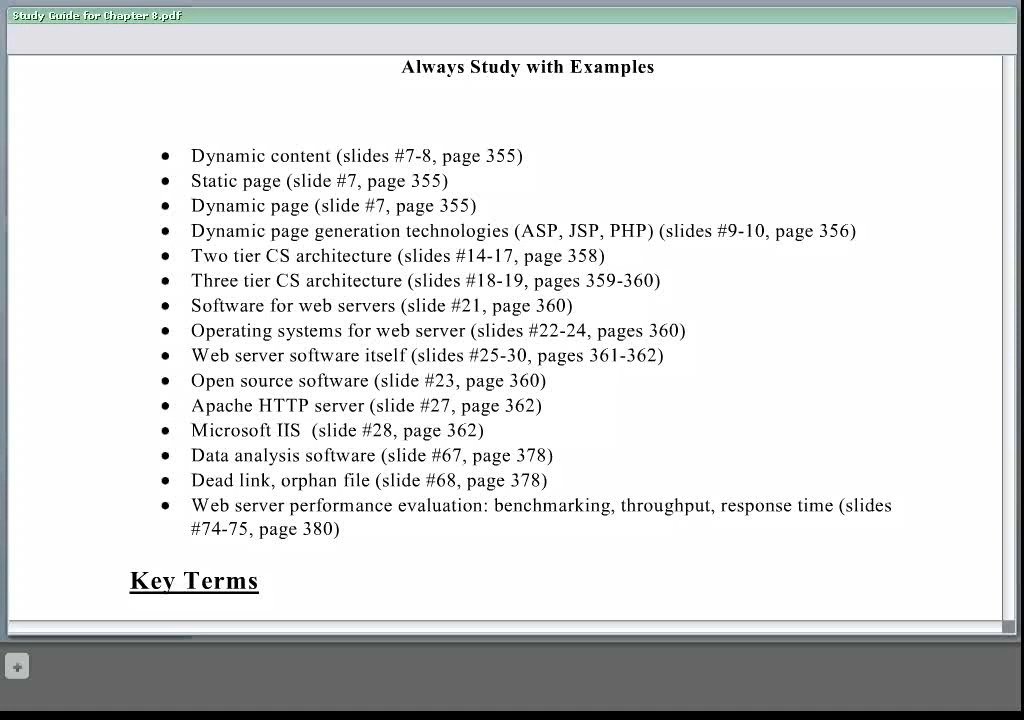 Study Guide for Chapter 8.pdf
Always Study with Examples
• Dynamic content (slides #7-8, page 355)
• Static page (slide #7, page 355)
• Dynamic page (slide #7, page 355)
• Dynamic page generation technologies (ASP, JSP, PHP) (slides #9-10, page 356)
• Two tier CS architecture (slides #14-17, page 358)
• Three tier CS architecture (slides #18-19, pages 359-360)
• Software for web servers (slide #21, page 360)
• Operating systems for web server (slides #22-24, pages 360)
• Web server software itself (slides #25-30, pages 361-362)
• Open source software (slide #23, page 360)
• Apache HTTP server (slide #27, page 362)
• Microsoft IIS (slide #28, page 362)
• Data analysis software (slide #67, page 378)
• Dead link, orphan file (slide #68, page 378)
• Web server performance evaluation: benchmarking, throughput, response time (slides
#74-75, page 380)
Key Terms